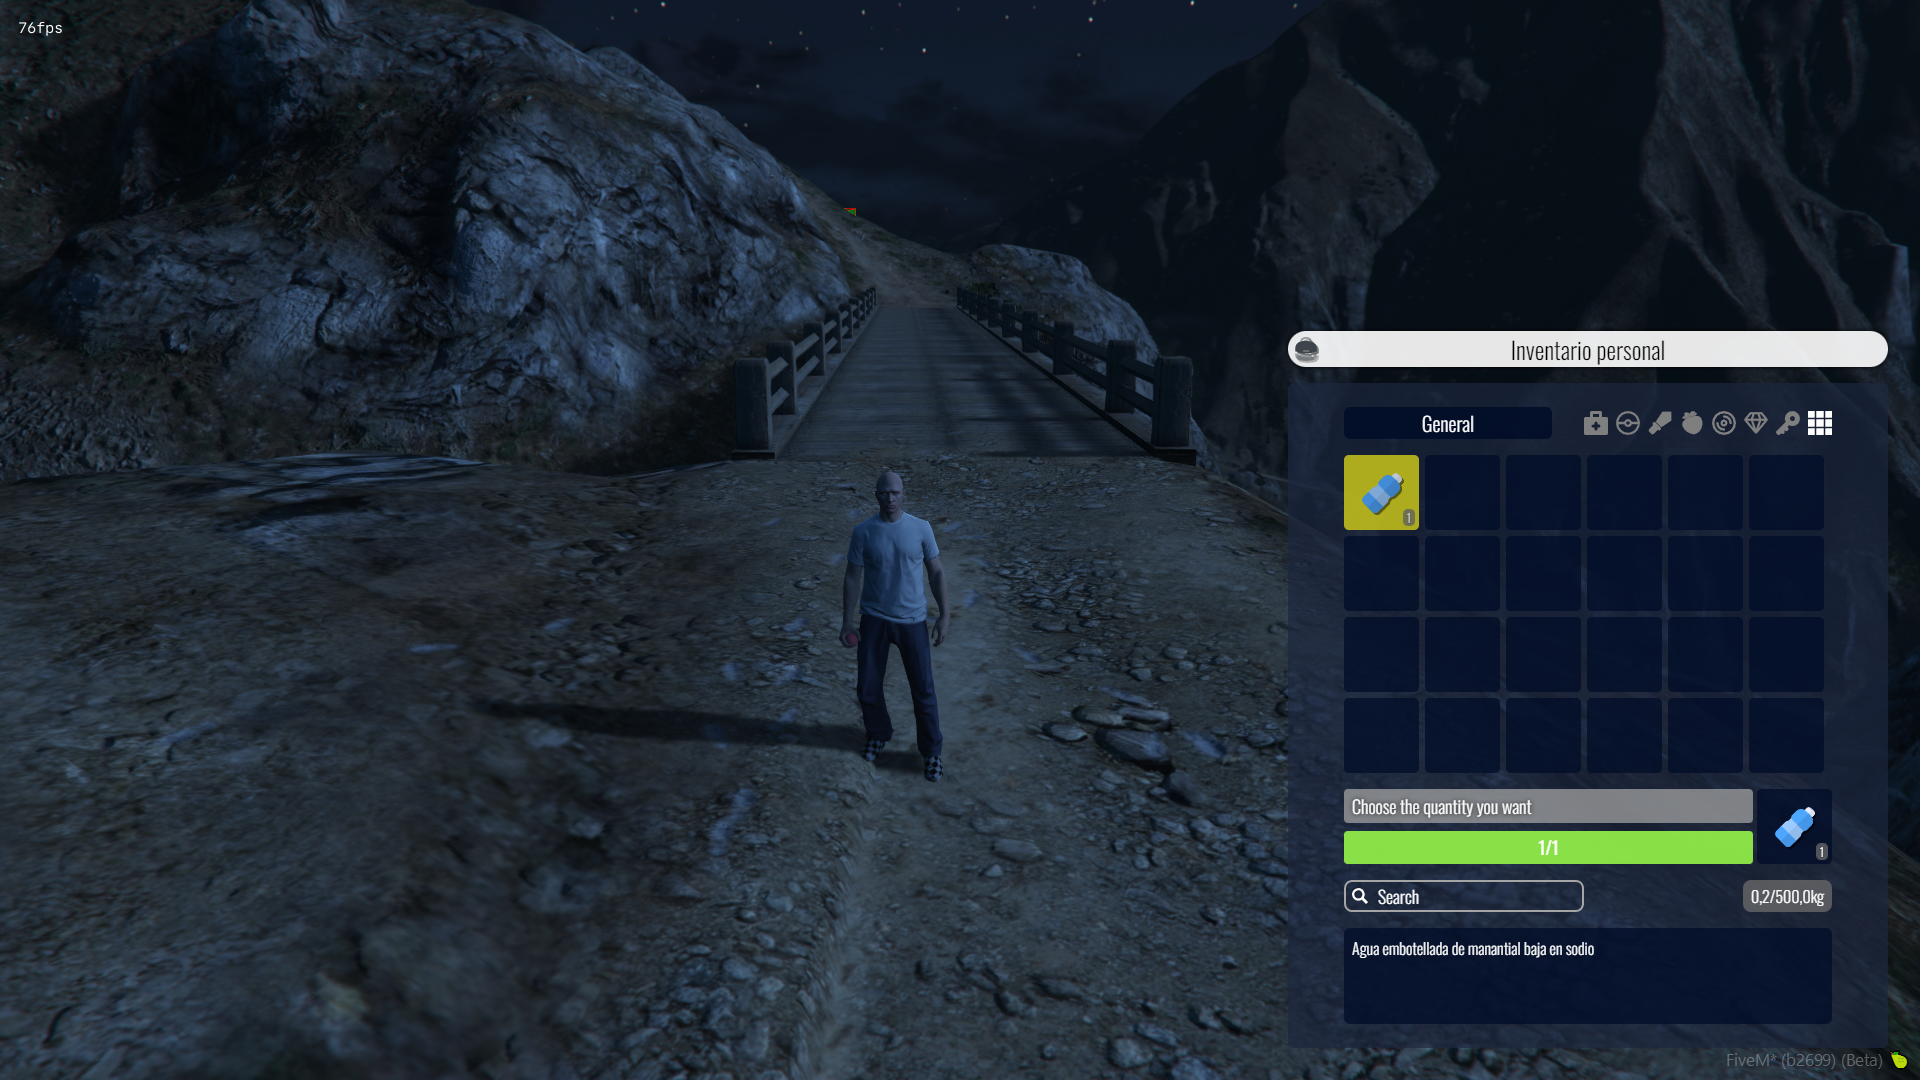 76fps
Inventario personal
General
1
Choose the quantity you want
1/1
1
Search
0,2/500,0kg
Agua embotellada de manantial baja en sodio
FiveM* (b2699) (Beta)